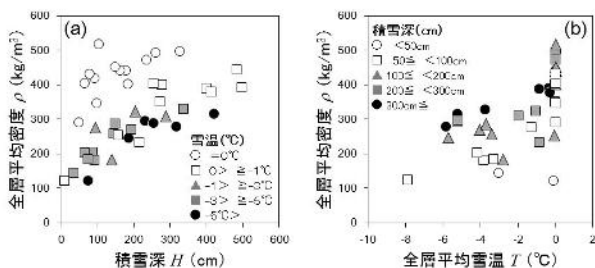 (a)
全層平均密度 ρ (kg/m³)
600
500
400
300
200
100
0
雪温(℃)
=0℃
0> ≧-1℃
-1> ≧-3℃
-3> ≧-5℃
-5℃>
0 100 200 300 400 500 600
積雪深 H (cm)
(b)
全層平均密度 ρ (kg/m³)
600
500
400
300
200
100
0
積雪深(cm)
<50cm
50≦ <100cm
100≦ <200cm
200≦ <300cm
300cm≦
-10 -8 -6 -4 -2 0 2
全層平均雪温 T (℃)